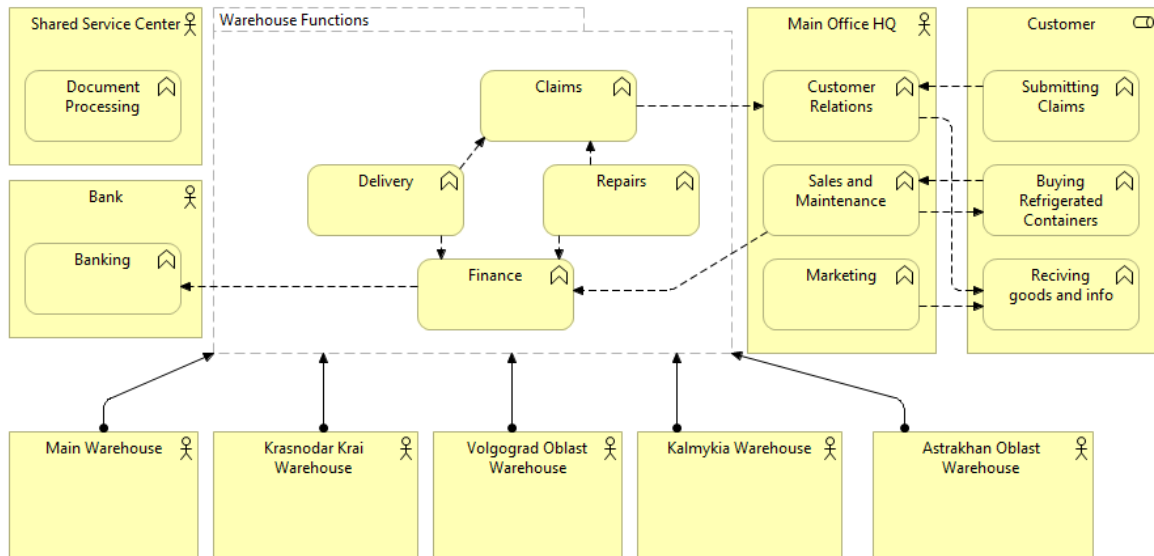 Shared Service Center
Document
Processing
Bank
Banking
Warehouse Functions
Claims
Delivery
Repairs
Finance
Main Office HQ
Customer
Relations
Sales and
Maintenance
Marketing
Customer
Submitting
Claims
Buying
Refrigerated
Containers
Reciving
goods and info
Main Warehouse
Krasnodar Krai
Warehouse
Volgograd Oblast
Warehouse
Kalmykia Warehouse
Astrakhan Oblast
Warehouse